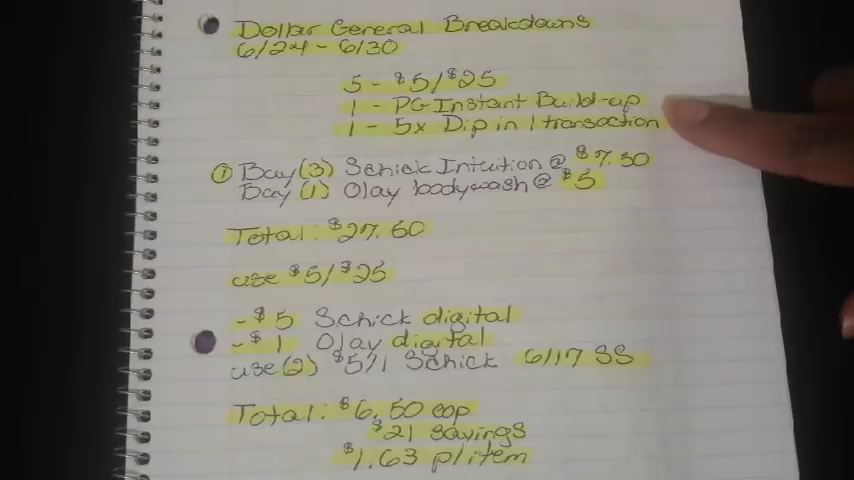 Dollar General Breakdowns
6/24 - 6/30
5 - $5/$25
1 - PG Instant Build-up
1 - 5x Dip in 1 transaction
① Buy (3) Schick Intuition @ $7.50
Buy (1) Olay bodywash @ $5
Total: $27.50
use $5/$25
- $5 Schick digital
- $1 Olay digital
use (2) $5/1 Schick 6/17 SS
Total: $6.50 oop
$21 savings
$1.63 p/item